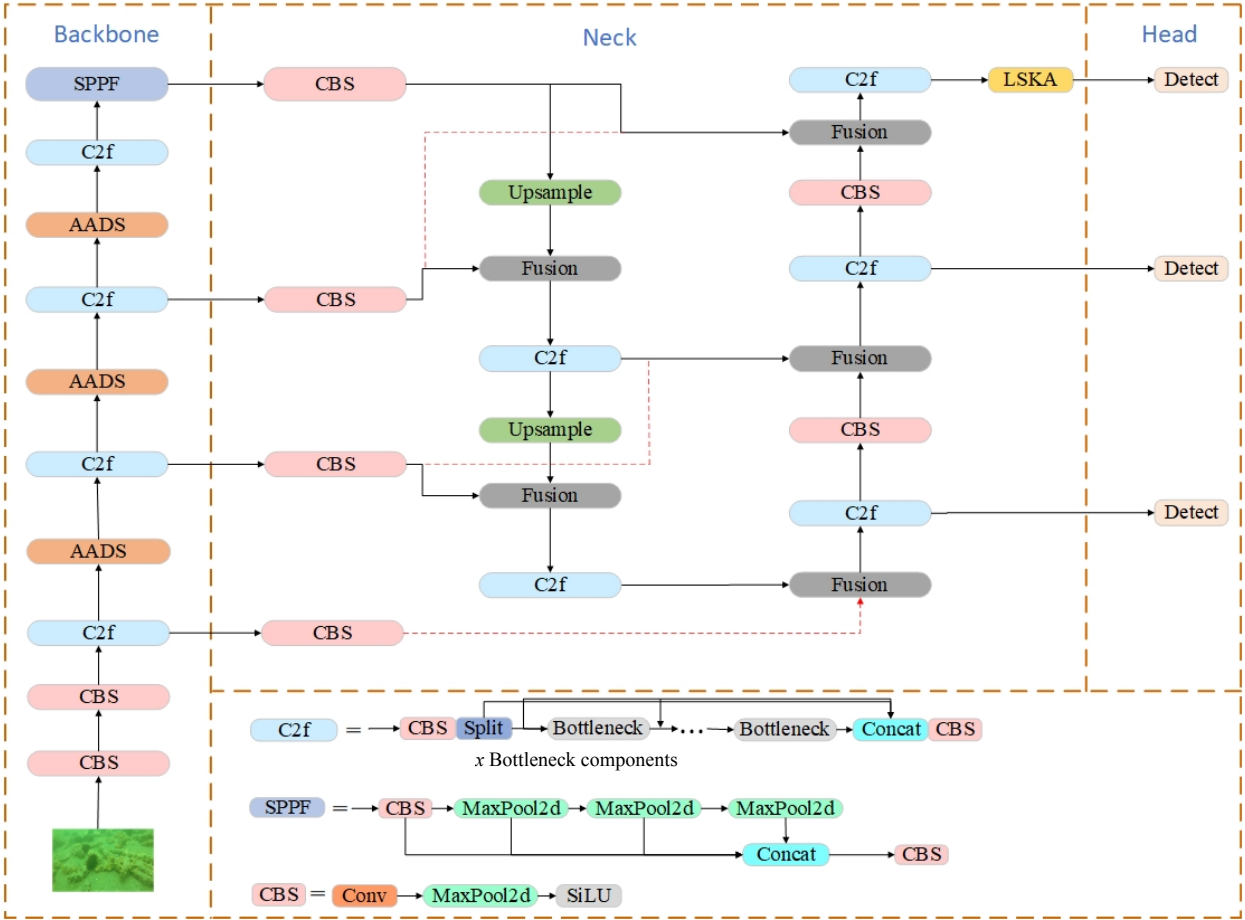 Backbone Neck Head
SPPF CBS C2f LSKA Detect
Fusion
C2f
Upsample CBS
AADS
Fusion C2f Detect
C2f CBS
C2f Fusion
AADS
Upsample CBS
C2f CBS
Fusion
C2f Detect
AADS
C2f Fusion
C2f CBS
CBS
C2f = CBS Split Bottleneck ... Bottleneck Concat CBS
x Bottleneck components
CBS
SPPF = CBS MaxPool2d MaxPool2d MaxPool2d
Concat CBS
CBS = Conv MaxPool2d SiLU